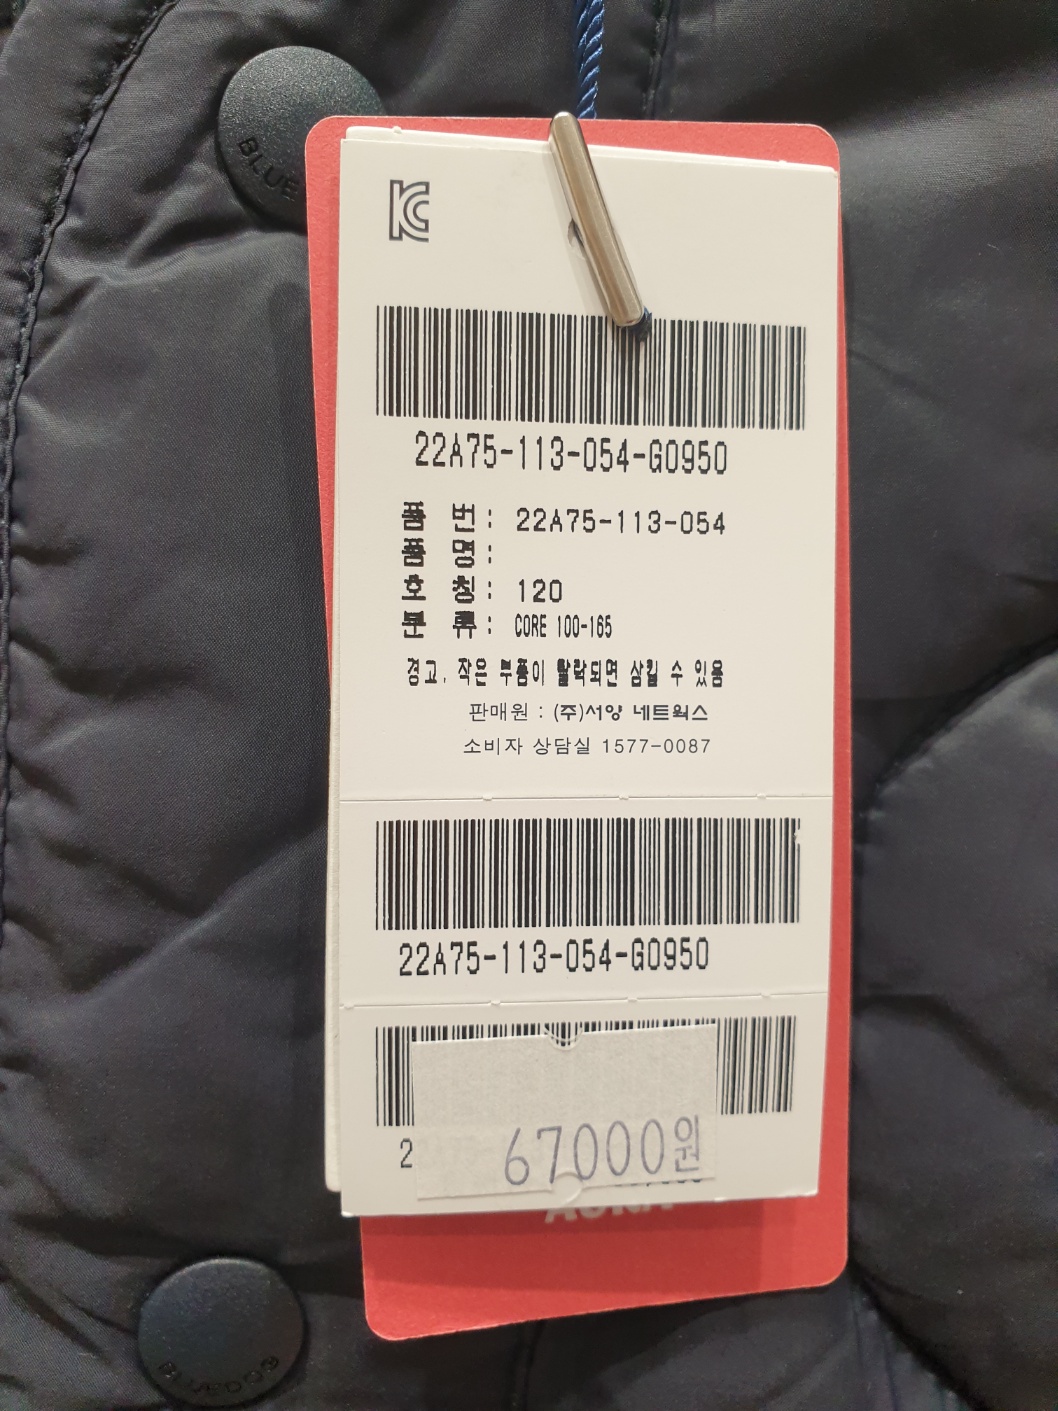 BLUE
KC
22A75-113-054-G0950
품 번: 22A75-113-054
품 명:
호 칭: 120
분 류: CORE 100-165
경고, 작은 부품이 탈락되면 삼킬 수 있음
판매원 : (주)서양 네트웍스
소비자 상담실 1577-0087
22A75-113-054-G0950
2
67000원
BLUEDOG